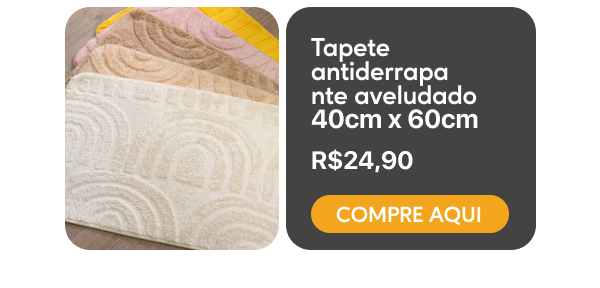 Tapete
antiderrapa
nte aveludado
40cm x 60cm
R$24,90
COMPRE AQUI